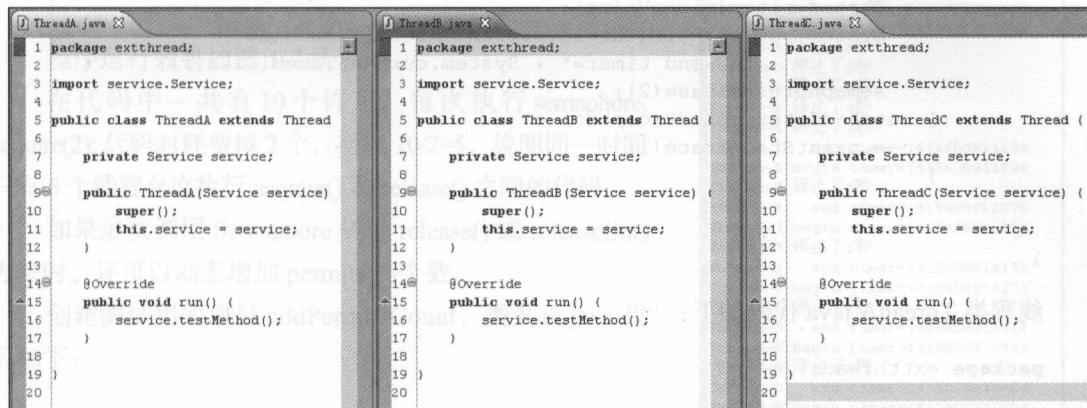 ThreadA.java
1 package extthread;
2
3 import service.Service;
4
5 public class ThreadA extends Thread
6
7 private Service service;
8
9 public ThreadA(Service service)
10 super();
11 this.service = service;
12 }
13
14 @Override
15 public void run() {
16 service.testMethod();
17 }
18
19 }
20
ThreadB.java
1 package extthread;
2
3 import service.Service;
4
5 public class ThreadB extends Thread {
6
7 private Service service;
8
9 public ThreadB(Service service) {
10 super();
11 this.service = service;
12 }
13
14 @Override
15 public void run() {
16 service.testMethod();
17 }
18
19 }
20
ThreadC.java
1 package extthread;
2
3 import service.Service;
4
5 public class ThreadC extends Thread {
6
7 private Service service;
8
9 public ThreadC(Service service) {
10 super();
11 this.service = service;
12 }
13
14 @Override
15 public void run() {
16 service.testMethod();
17 }
18
19 }
20